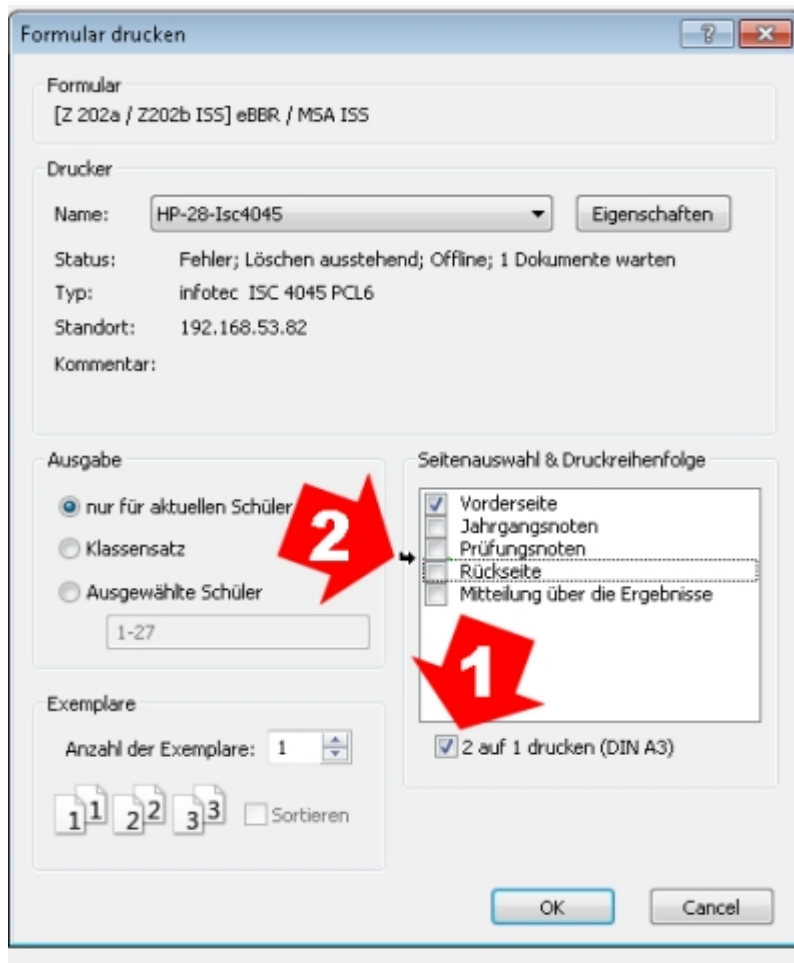 Formular drucken
Formular
[Z 202a / Z202b ISS] eBBR / MSA ISS
Drucker
Name: HP-28-Isc4045 Eigenschaften
Status: Fehler; Löschen ausstehend; Offline; 1 Dokumente warten
Typ: infotec ISC 4045 PCL6
Standort: 192.168.53.82
Kommentar:
Ausgabe
nur für aktuellen Schüler
Klassensatz
Ausgewählte Schüler
1-27
2
Seitenauswahl & Druckreihenfolge
Vorderseite
Jahrgangsnoten
Prüfungsnoten
Rückseite
Mitteilung über die Ergebnisse
1
2 auf 1 drucken (DIN A3)
Exemplare
Anzahl der Exemplare: 1
1 1 2 2 3 3 Sortieren
OK Cancel